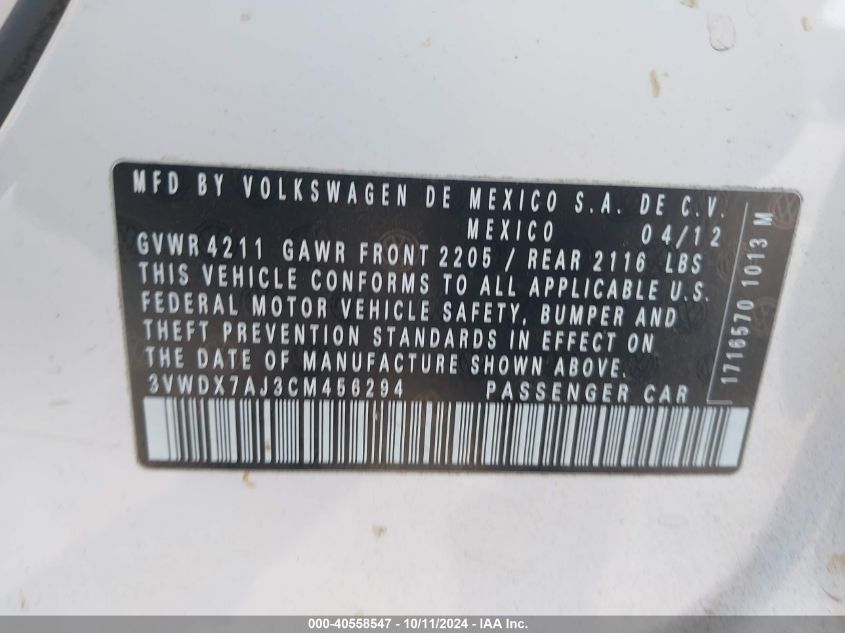 MFD BY VOLKSWAGEN DE MEXICO S.A. DE C.V.
MEXICO 04/12
GVWR 4211 GAWR FRONT 2205 / REAR 2116 LBS
THIS VEHICLE CONFORMS TO ALL APPLICABLE U.S.
FEDERAL MOTOR VEHICLE SAFETY, BUMPER AND
THEFT PREVENTION STANDARDS IN EFFECT ON
THE DATE OF MANUFACTURE SHOWN ABOVE.
3VWDX7AJ3CM456294 PASSENGER CAR
1716570 1013 M
000-40558547 - 10/11/2024 - IAA Inc.